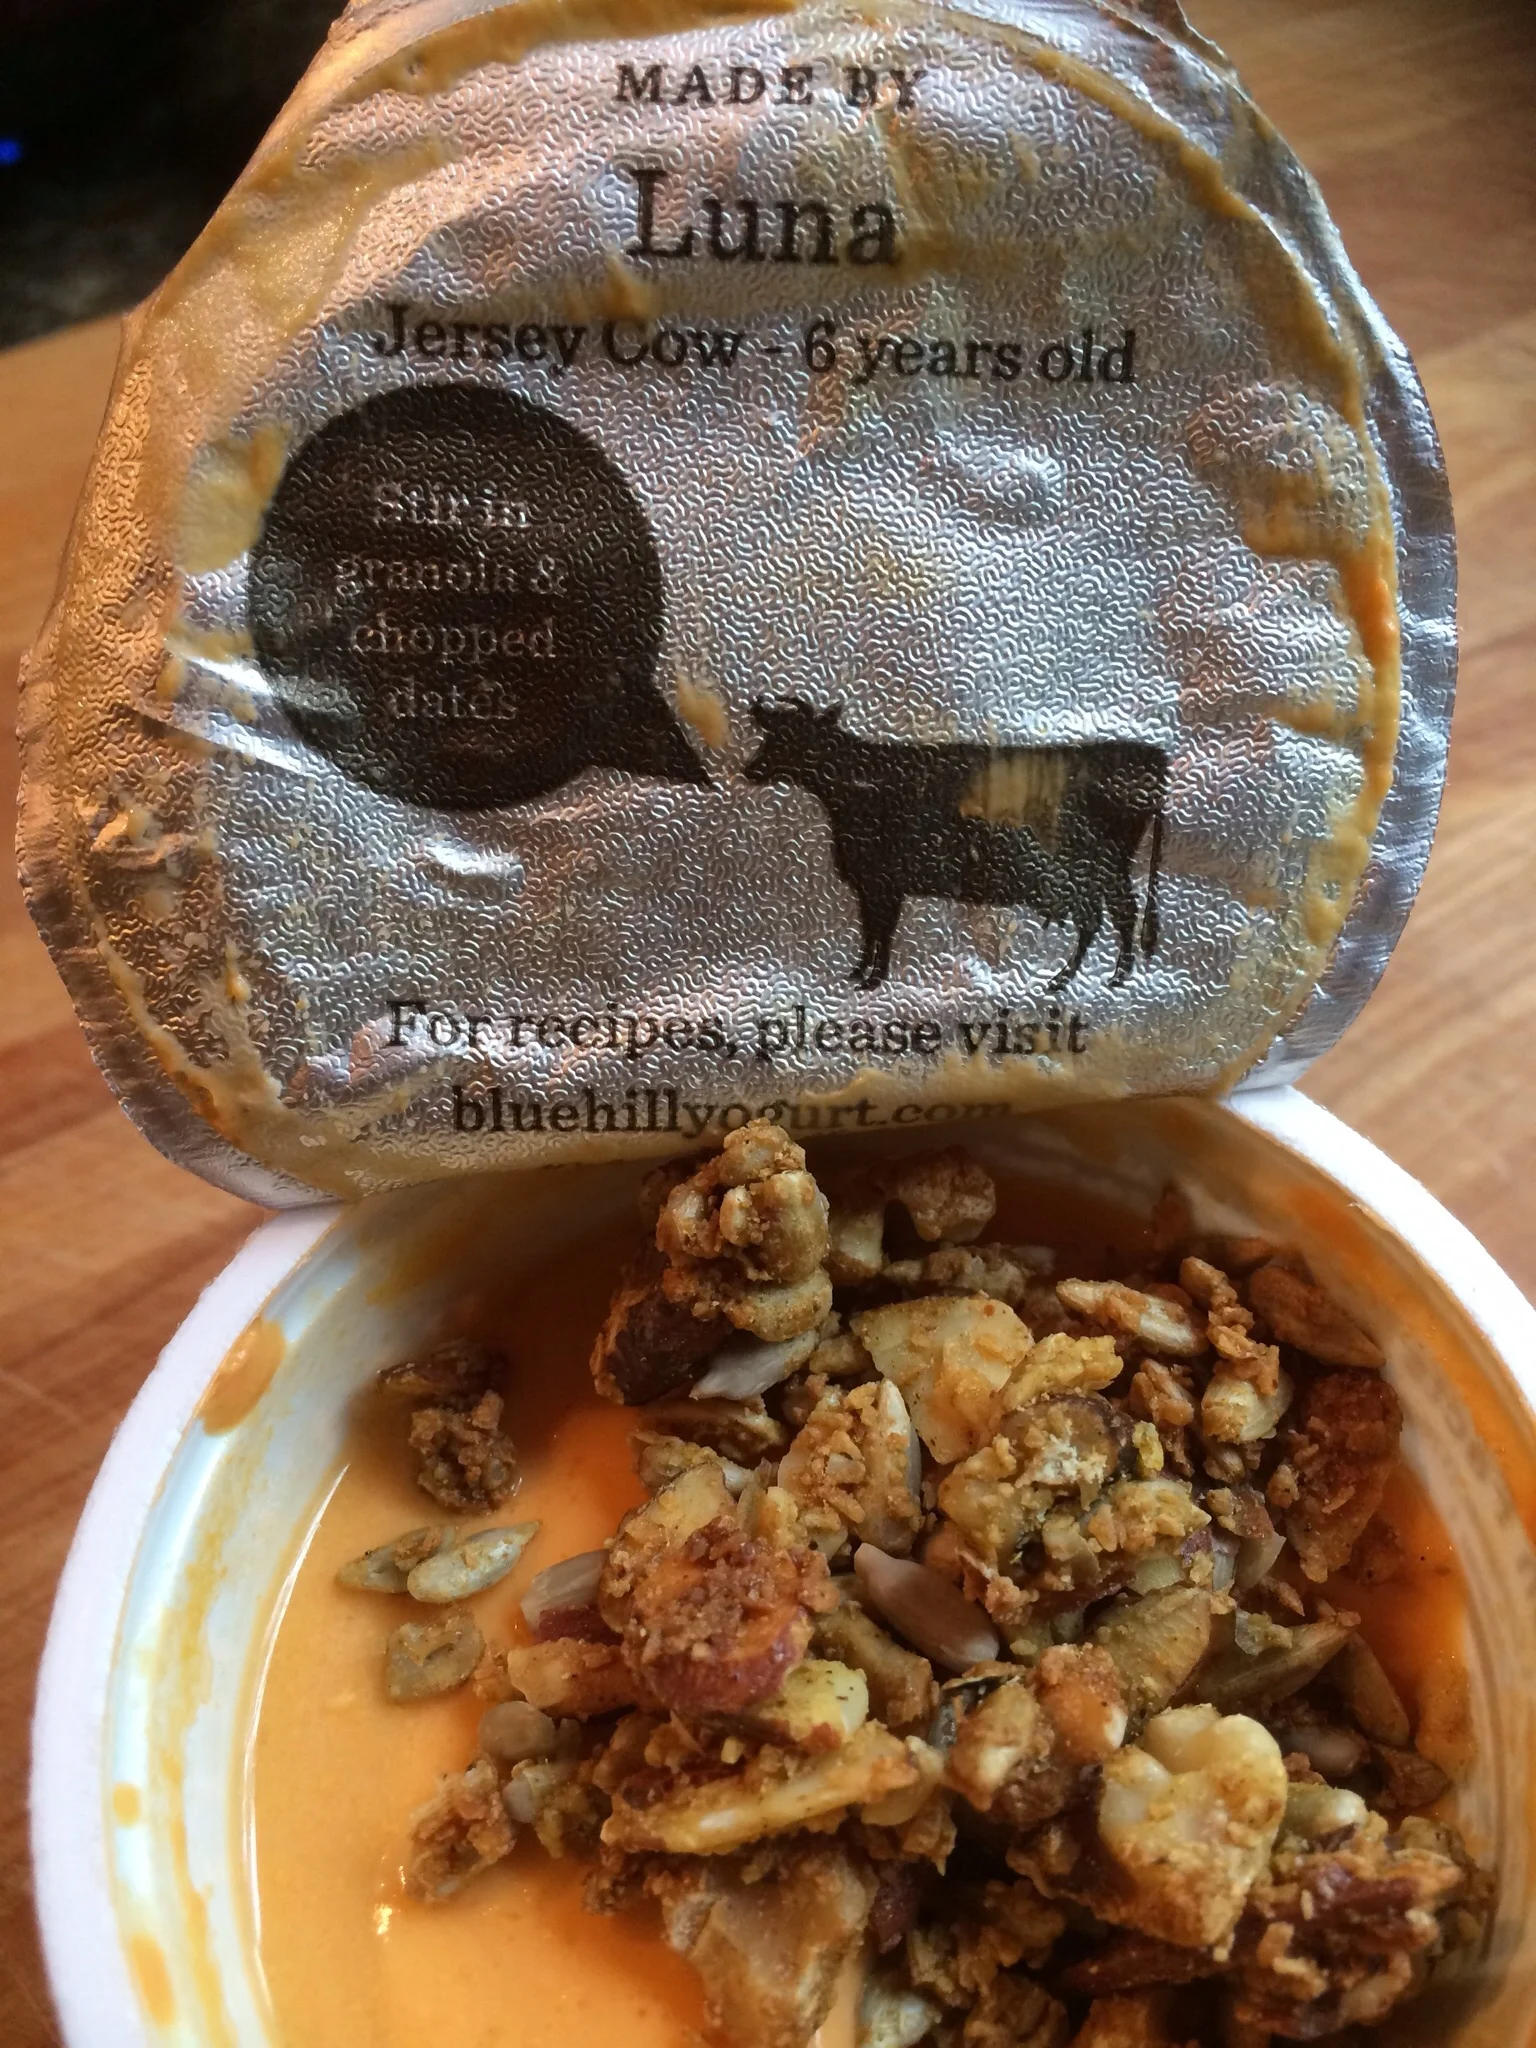 MADE BY
Luna
Jersey Cow - 6 years old
Stir in
granola &
chopped
dates
For recipes, please visit
bluehillyogurt.com